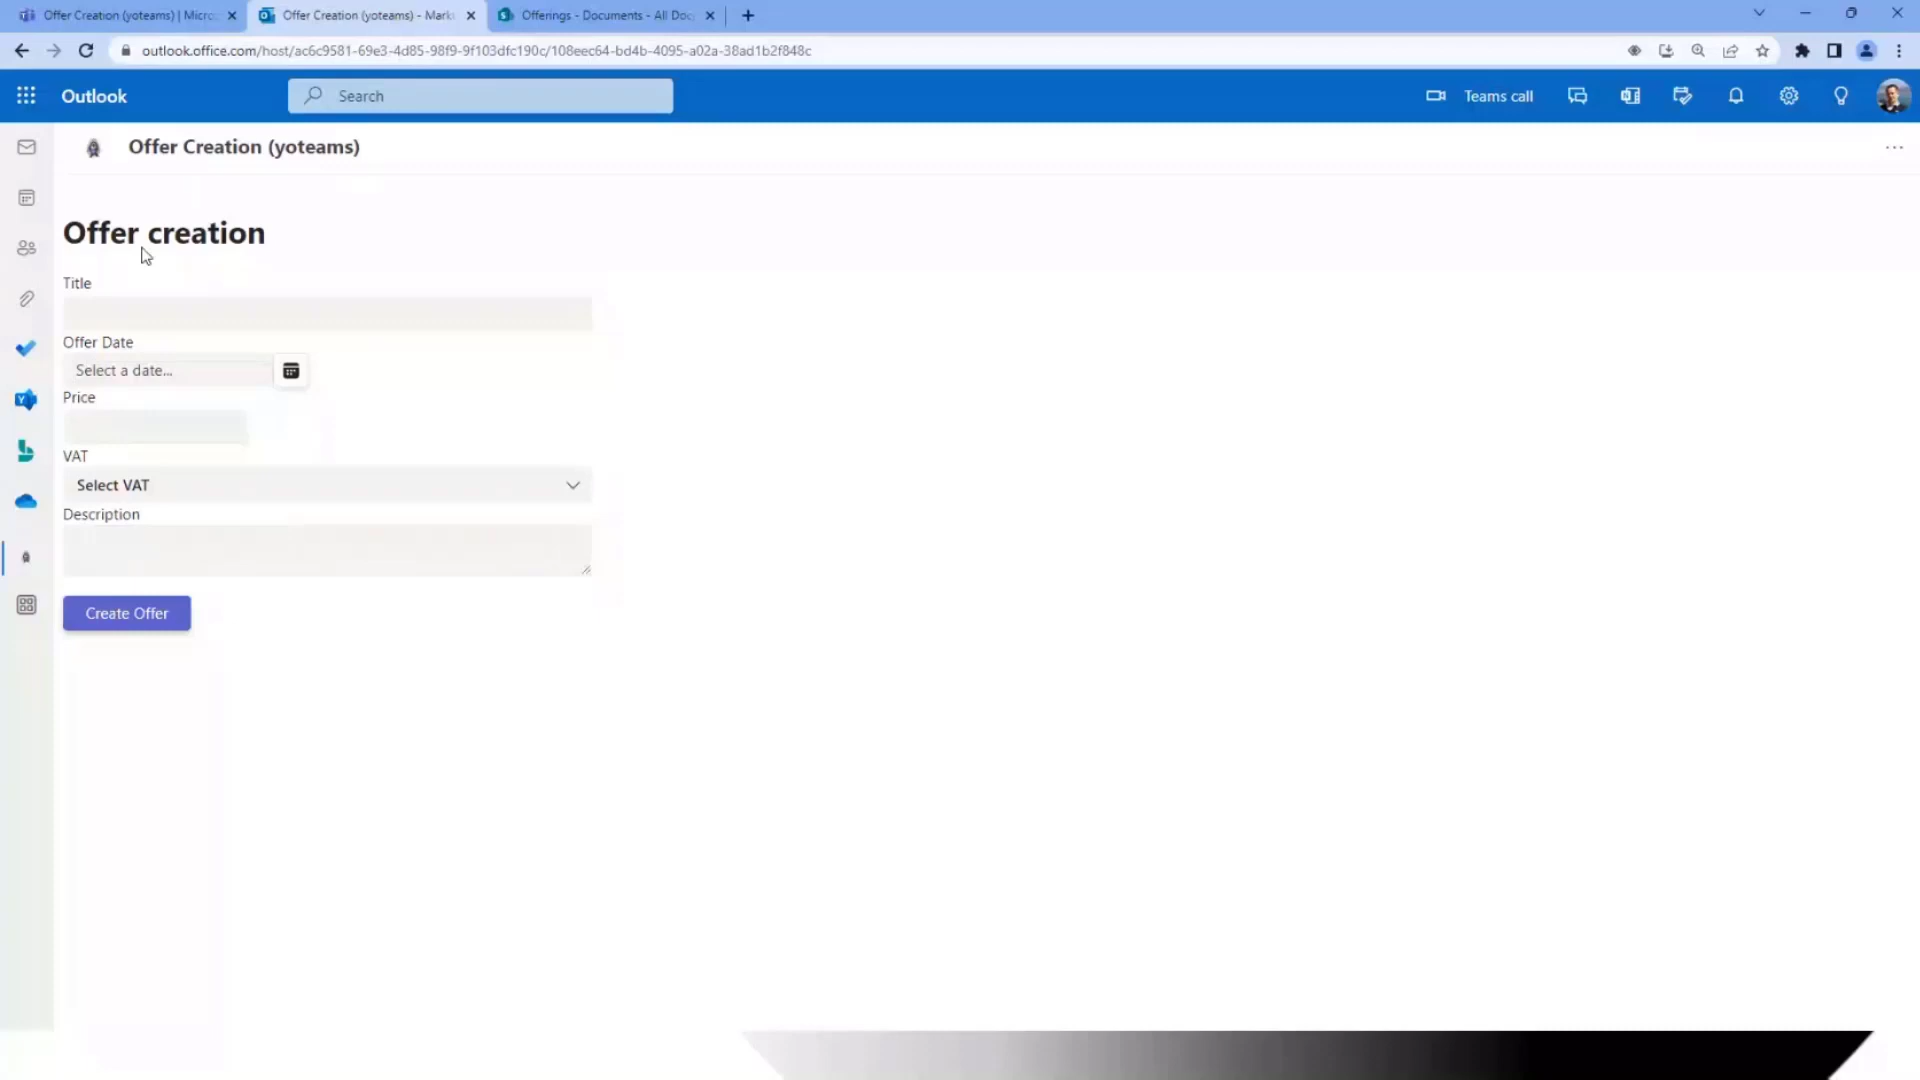 Offer Creation (yoteams) | Micro
Offer Creation (yoteams) - Mark
Offerings - Documents - All Doc
outlook.office.com/host/ac6c9581-69e3-4d85-98f9-9f103dfc190c/108eec64-bd4b-4095-a02a-38ad1b2f848c
Outlook
Search
Teams call
Offer Creation (yoteams)
Offer creation
Title
Offer Date
Select a date...
Price
VAT
Select VAT
Description
Create Offer